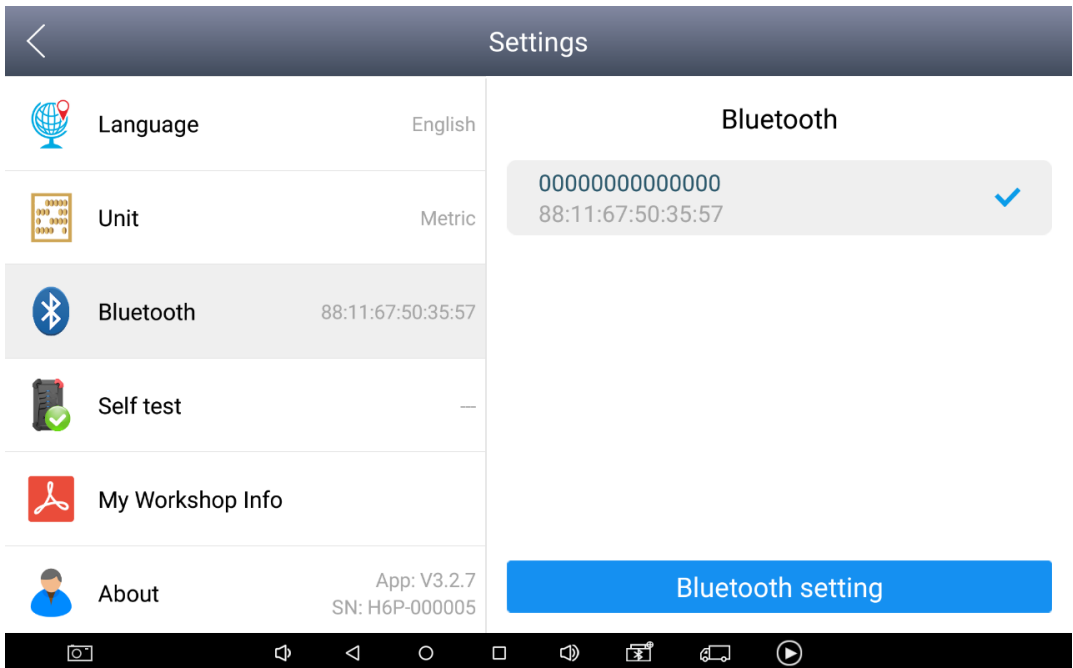 Settings
Language
English
Unit
Metric
Bluetooth
88:11:67:50:35:57
Self test
---
My Workshop Info
About
App: V3.2.7
SN: H6P-000005
Bluetooth
00000000000000
88:11:67:50:35:57
Bluetooth setting